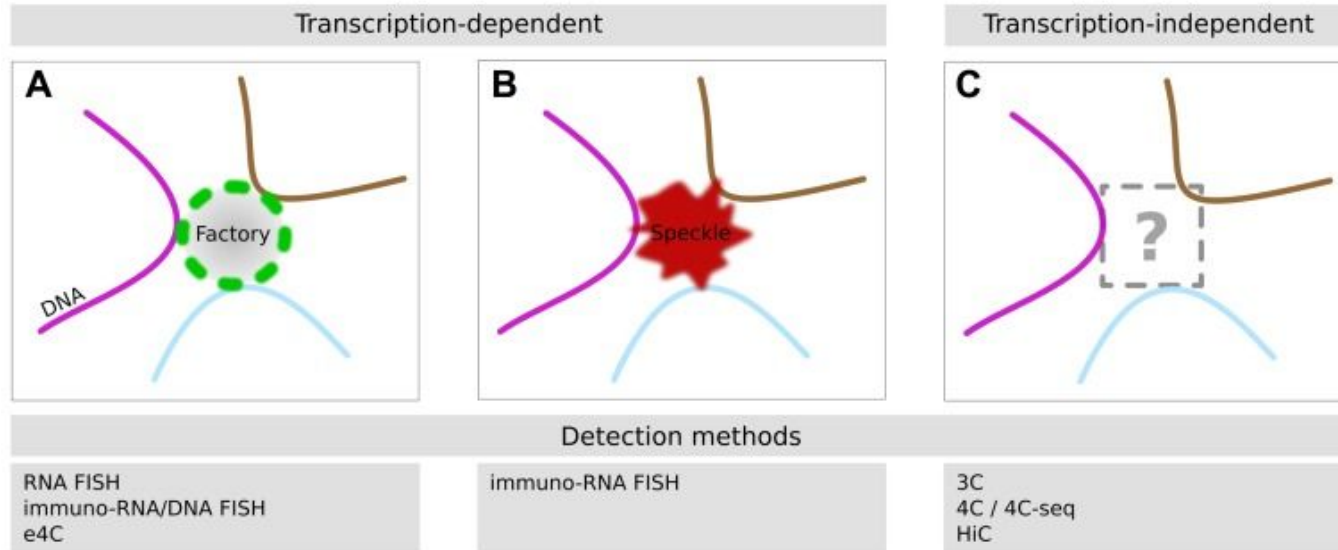 Transcription-dependent
Transcription-independent
A
B
C
Factory
Speckle
?
DNA
Detection methods
RNA FISH
immuno-RNA/DNA FISH
e4C
immuno-RNA FISH
3C
4C / 4C-seq
HiC